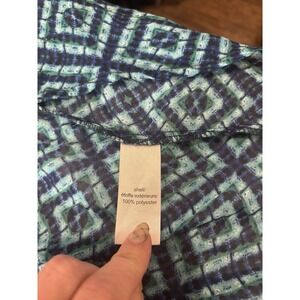 shell/
étoffe extérieure:
100% polyester